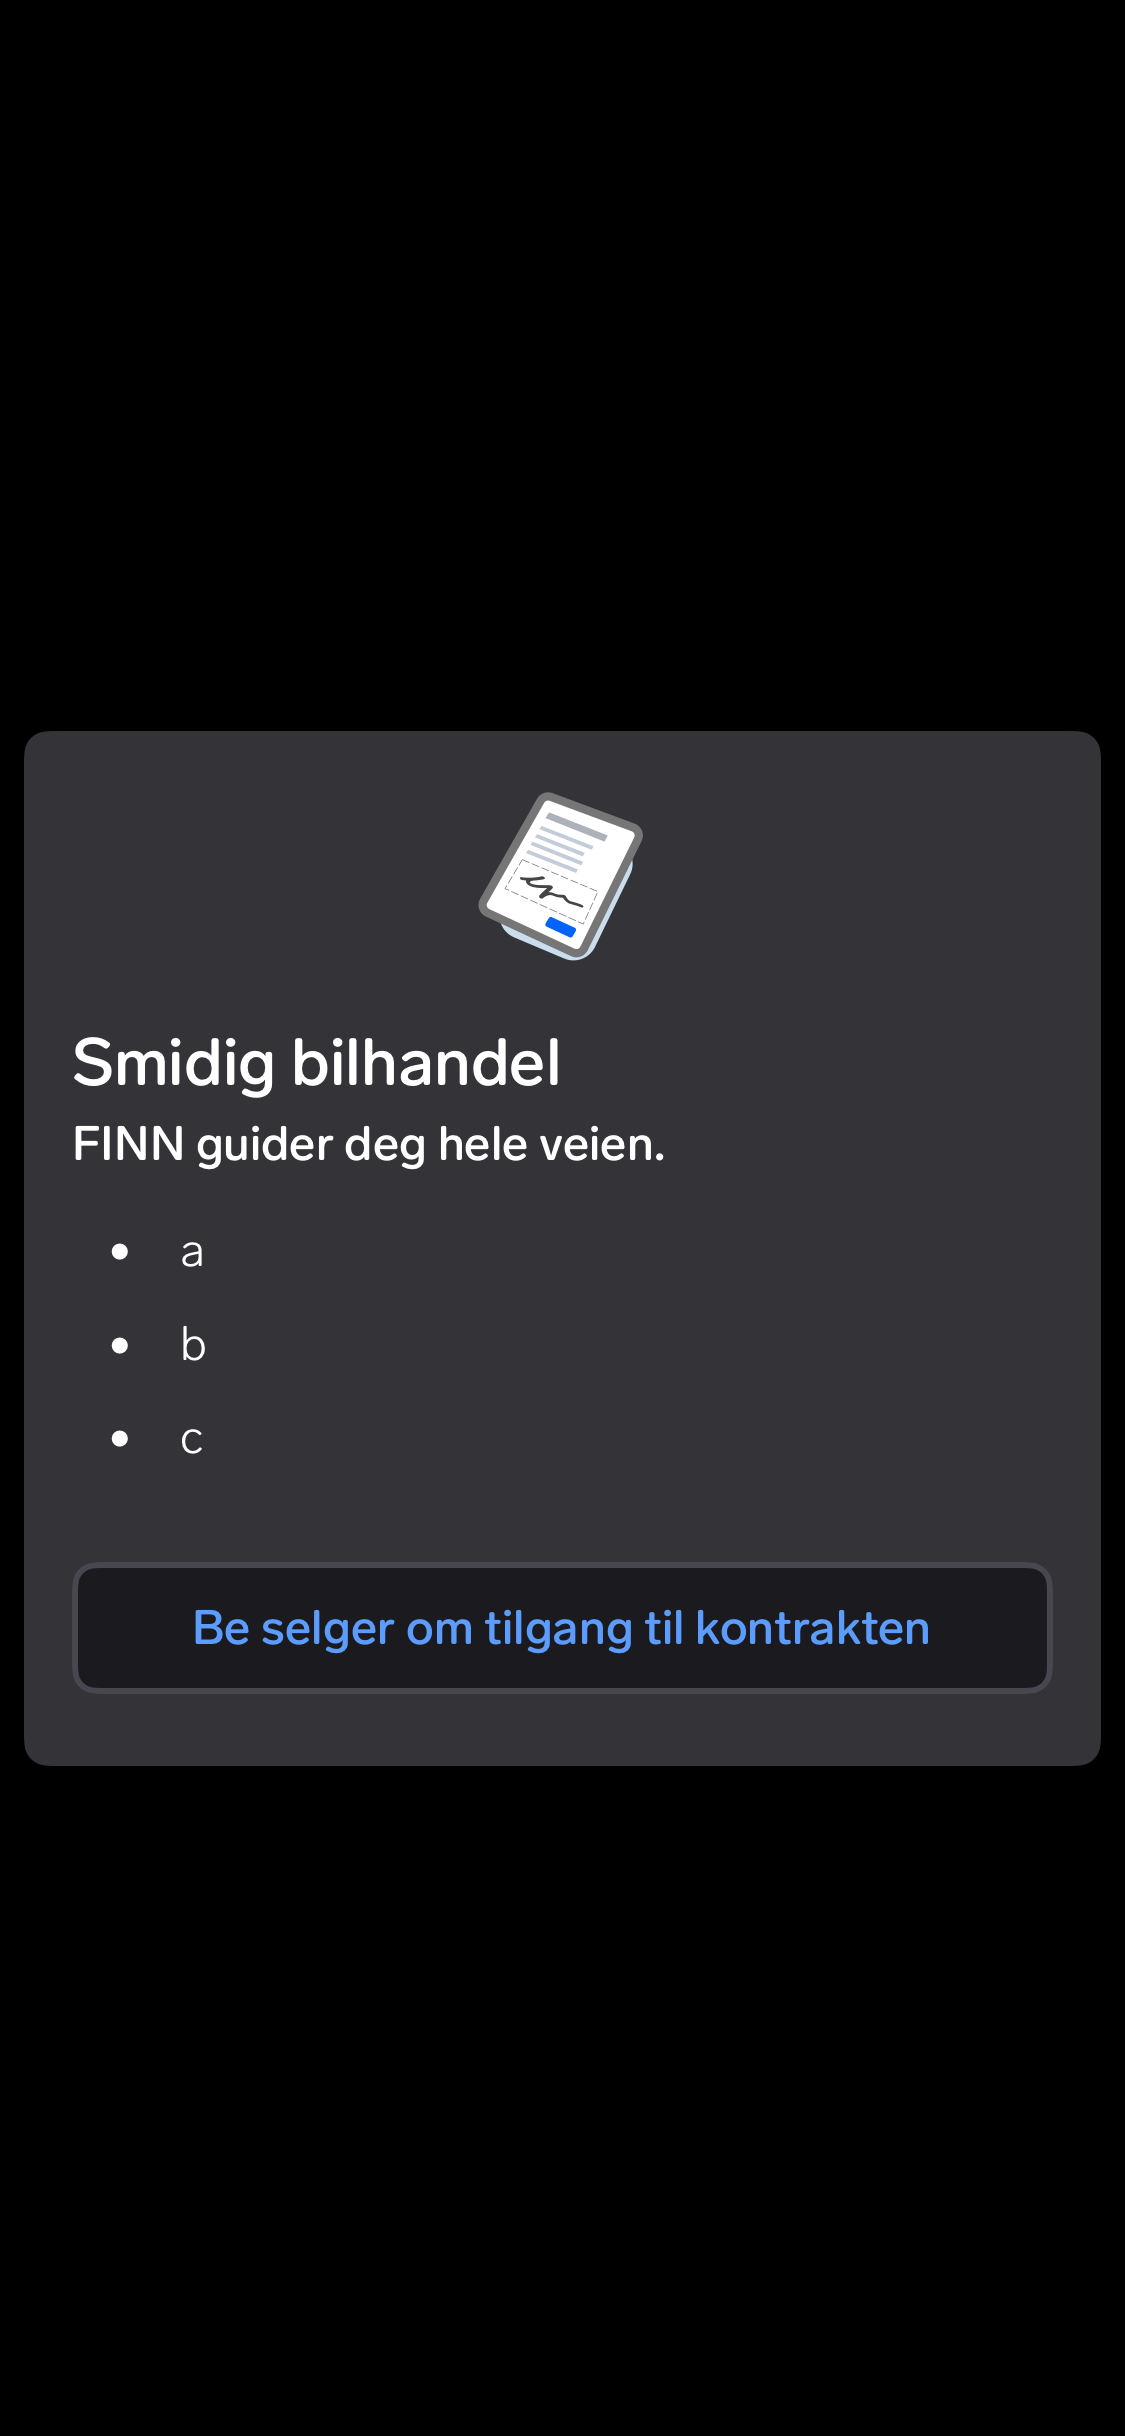 Smidig bilhandel
FINN guider deg hele veien.
• a
• b
• c
Be selger om tilgang til kontrakten